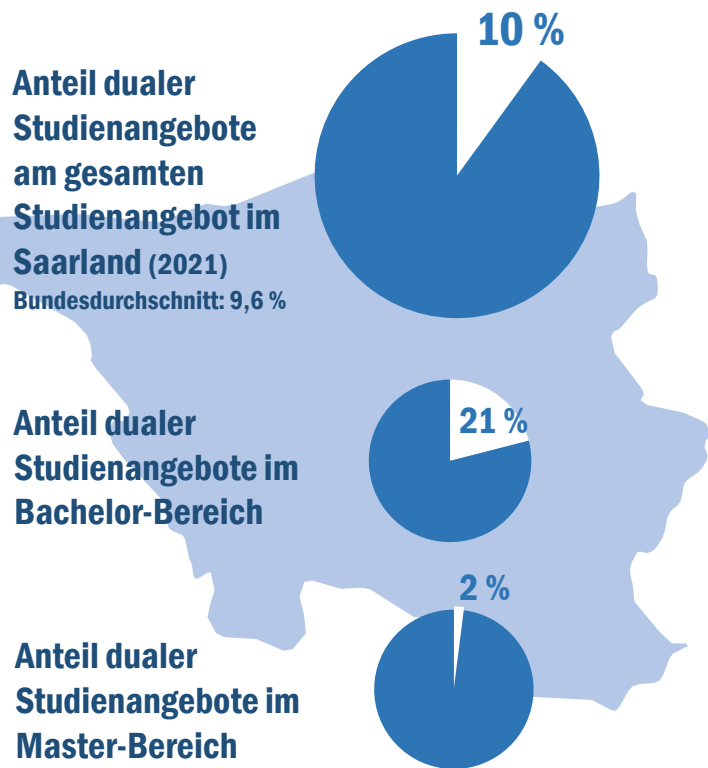 10 %
Anteil dualer
Studienangebote
am gesamten
Studienangebot im
Saarland (2021)
Bundesdurchschnitt: 9,6 %
21 %
Anteil dualer
Studienangebote im
Bachelor-Bereich
2 %
Anteil dualer
Studienangebote im
Master-Bereich